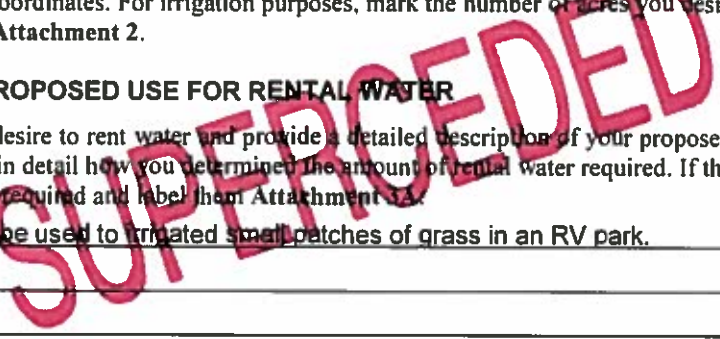 oordinates. For irrigation purposes, mark the number of acres you desi
Attachment 2.
ROPOSED USE FOR RENTAL WATER
desire to rent water and provide a detailed description of your propose
in detail how you determined the amount of rental water required. If th
required and label them Attachment 3A.
be used to irrigated small patches of grass in an RV park.
SUPERCEDED